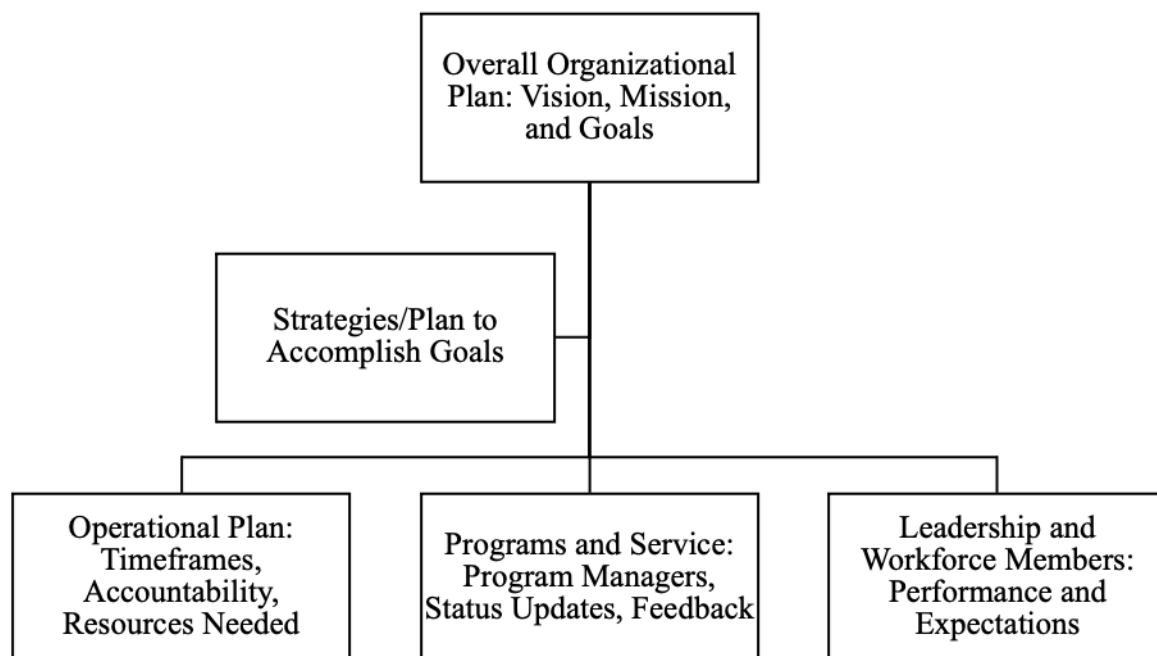 Overall Organizational
Plan: Vision, Mission,
and Goals
Strategies/Plan to
Accomplish Goals
Operational Plan:
Timeframes,
Accountability,
Resources Needed
Programs and Service:
Program Managers,
Status Updates, Feedback
Leadership and
Workforce Members:
Performance and
Expectations